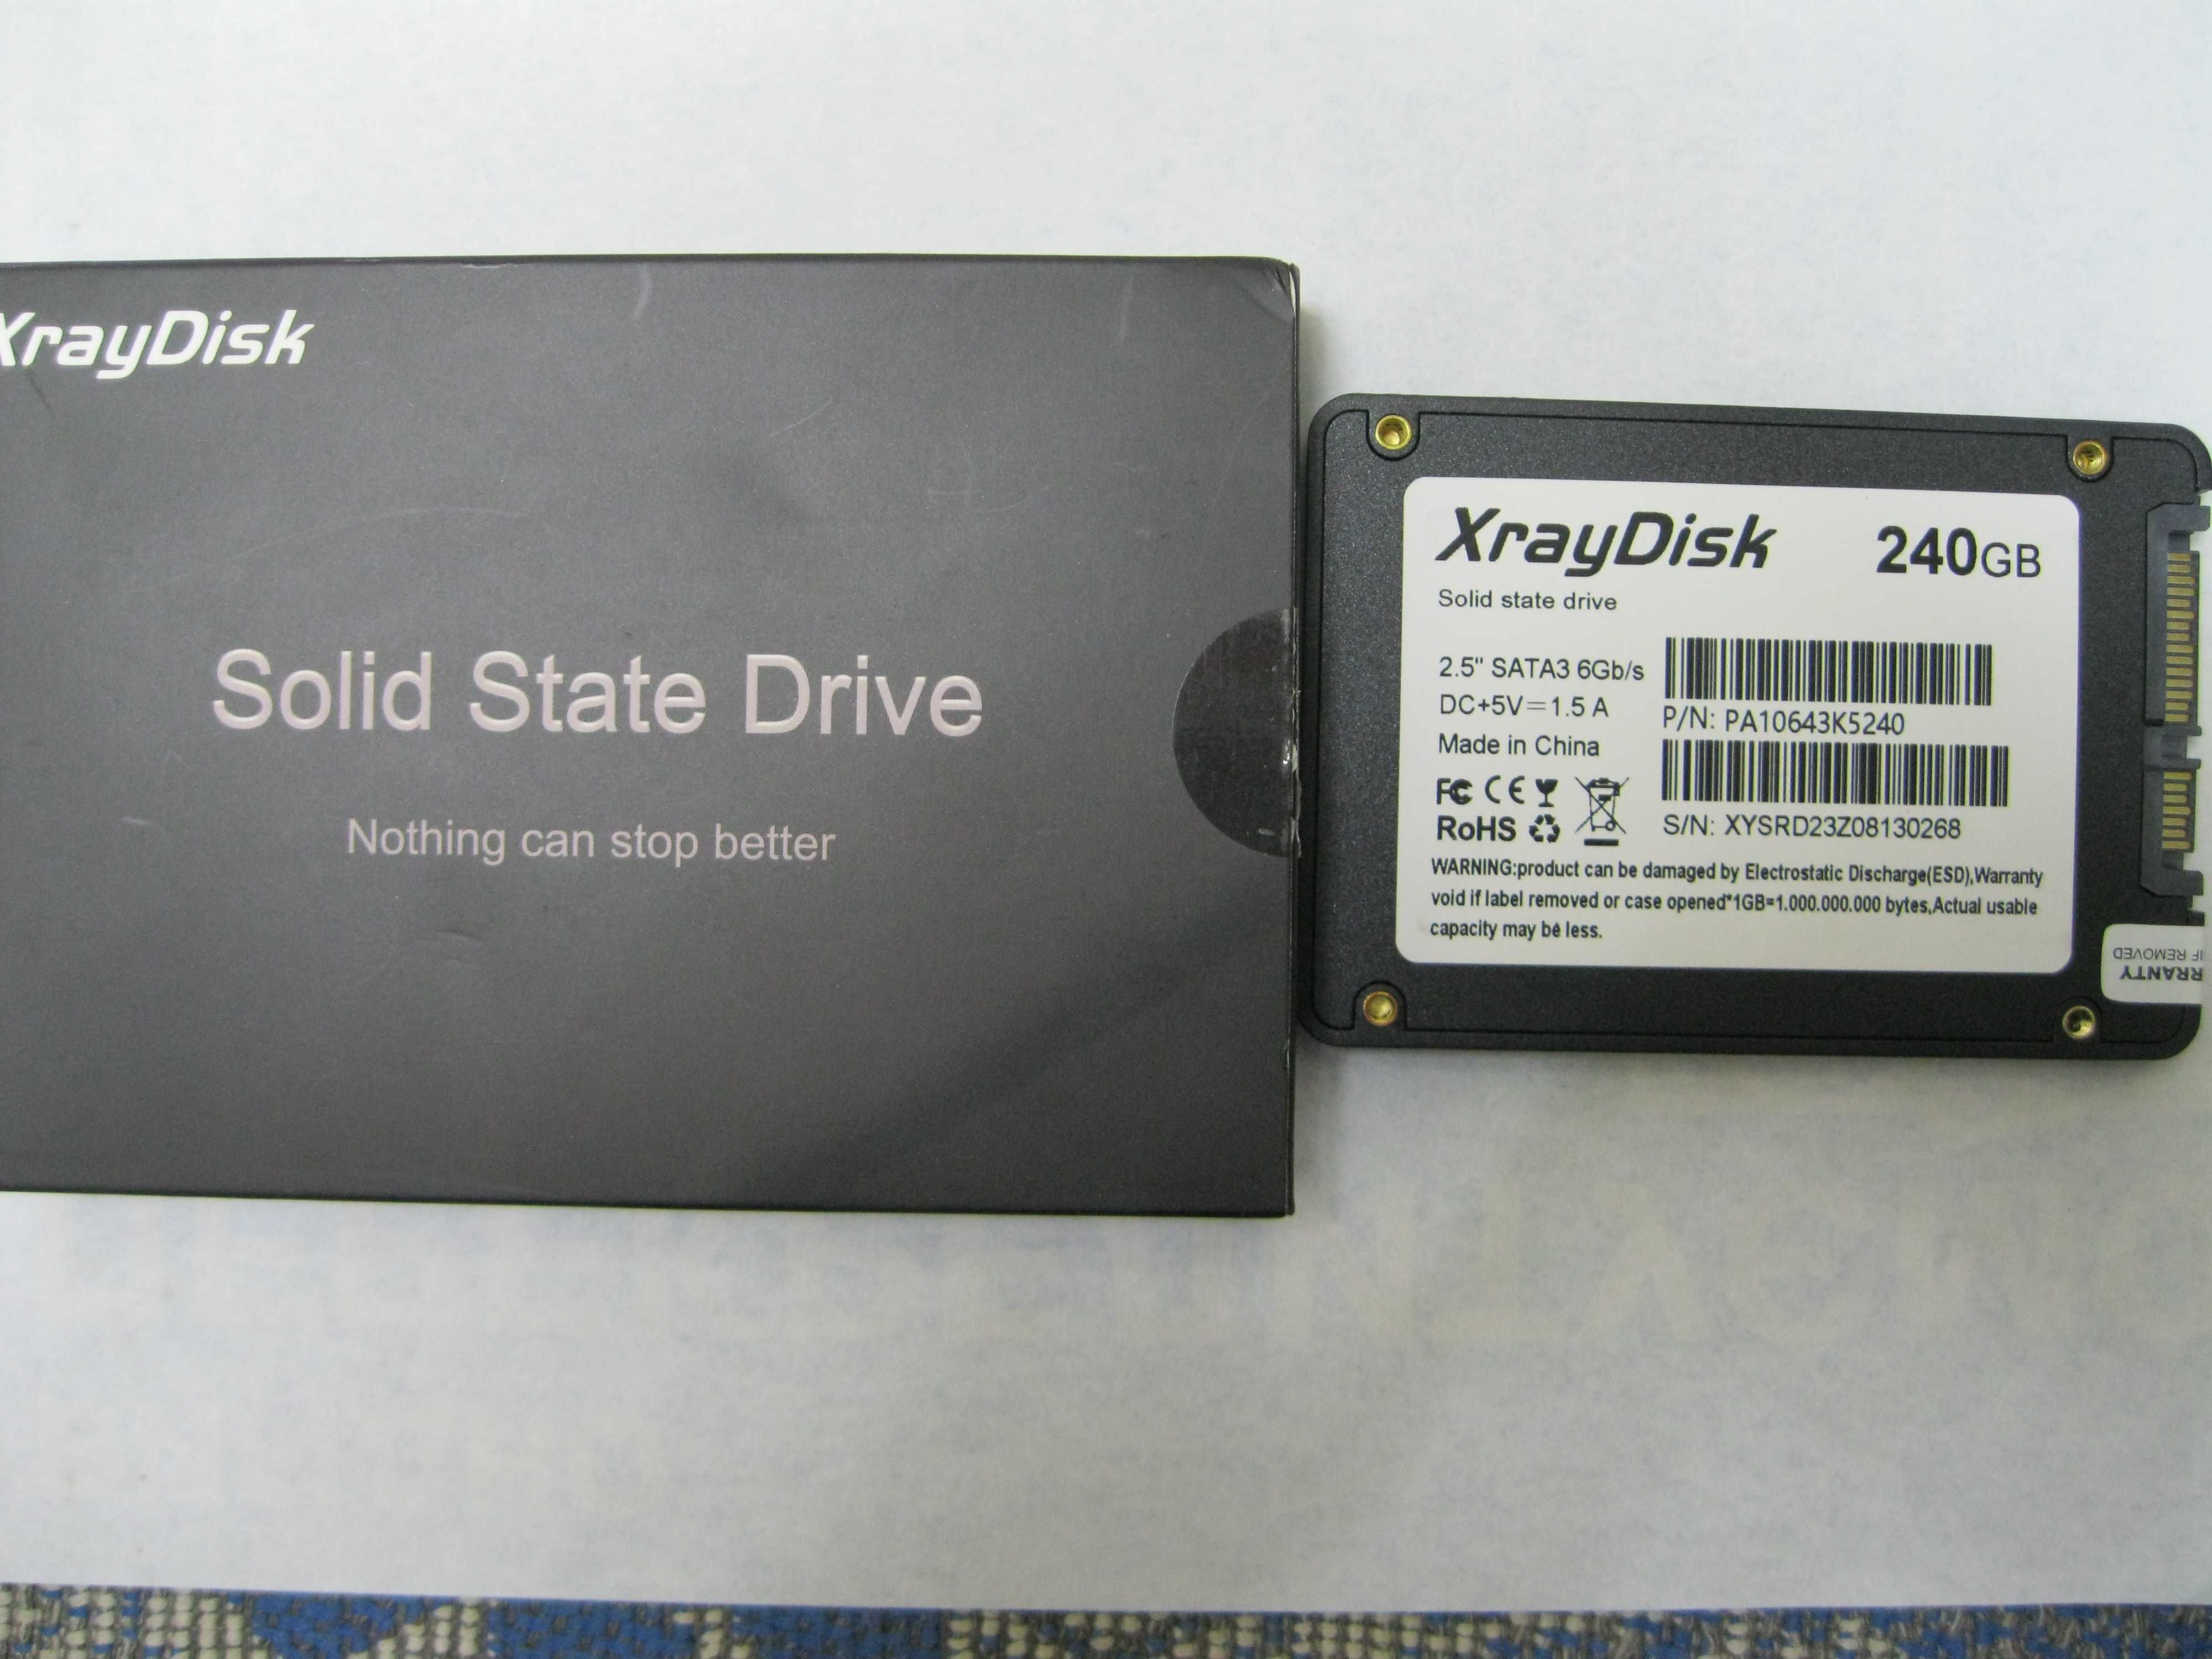 XrayDisk
Solid State Drive
Nothing can stop better
XrayDisk 240GB
Solid state drive
2.5" SATA3 6Gb/s
DC+5V=1.5 A
Made in China
FC CE
RoHS
P/N: PA10643K5240
S/N: XYSRD23Z08130268
WARNING:product can be damaged by Electrostatic Discharge(ESD),Warranty
void if label removed or case opened*1GB=1.000.000.000 bytes,Actual usable
capacity may be less.
RRANTY
IF REMOVED